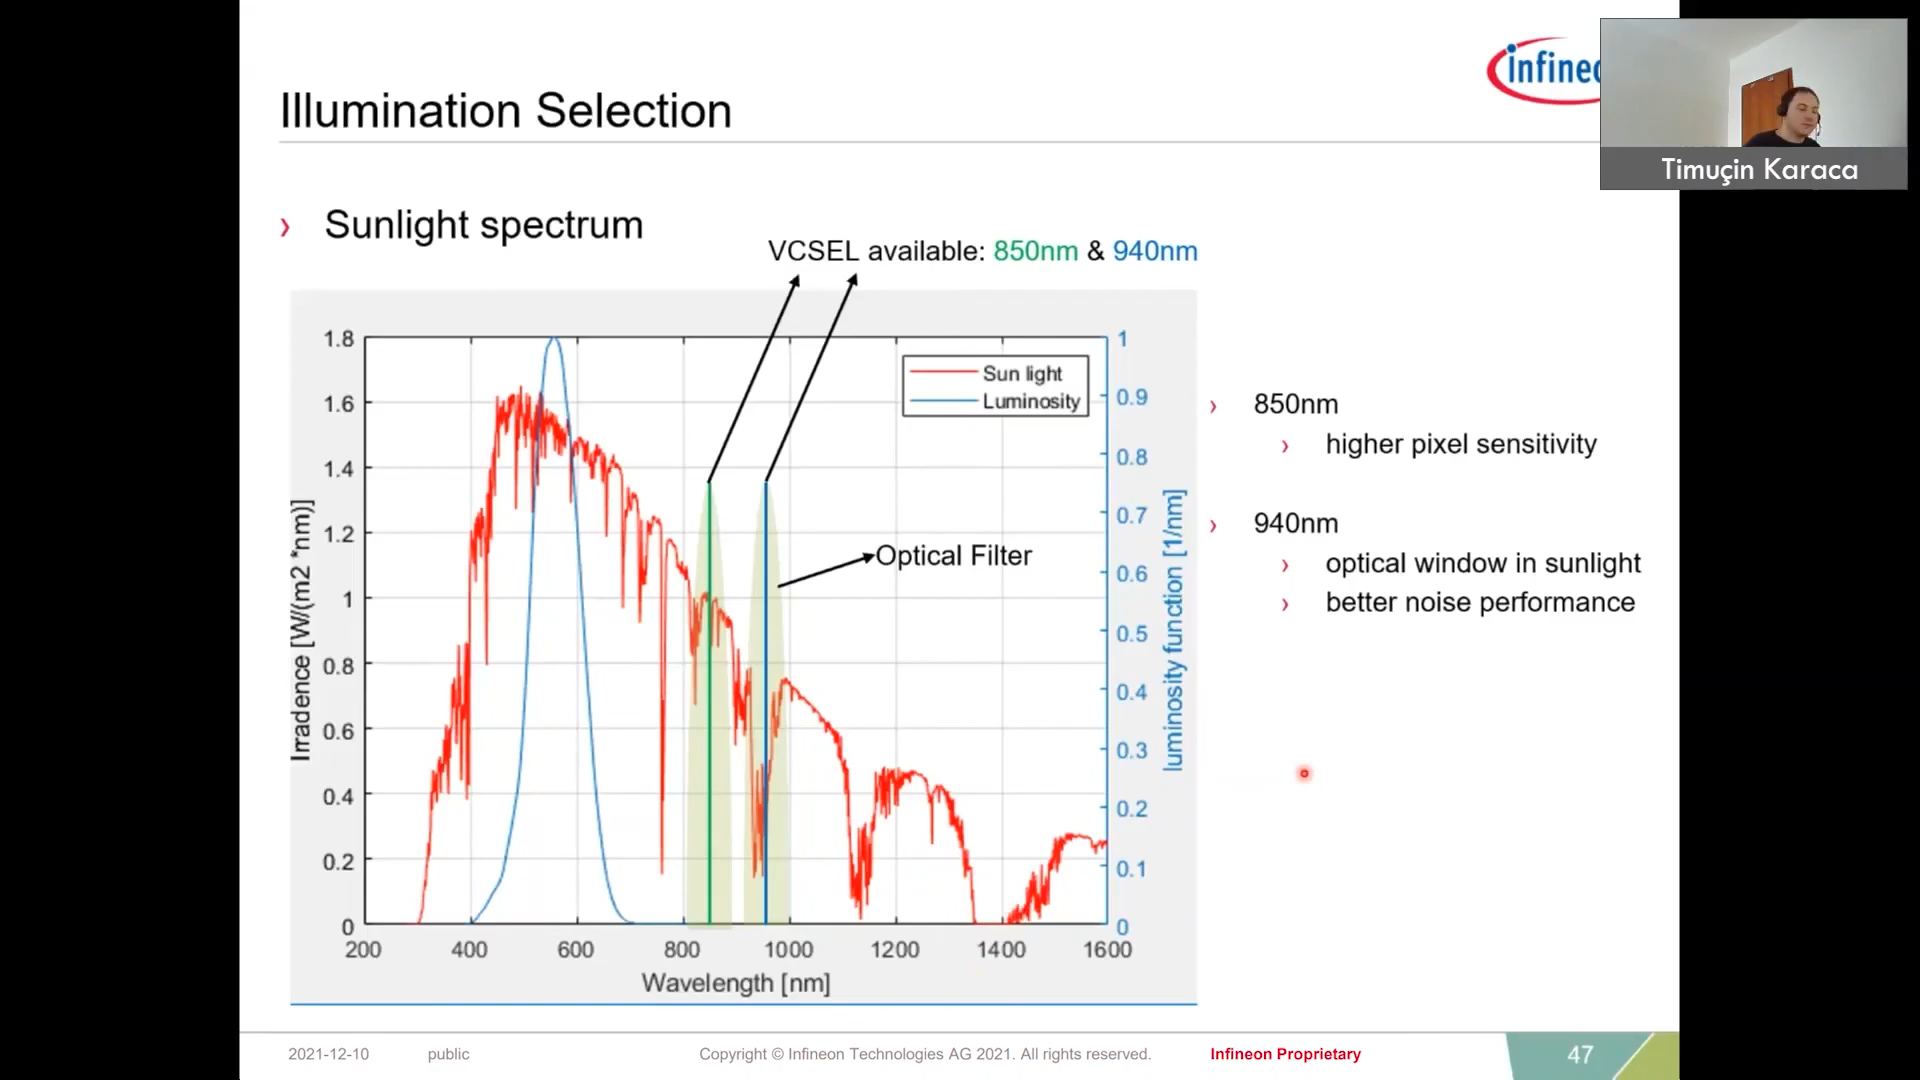 Illumination Selection
infineo
Timuçin Karaca
› Sunlight spectrum
VCSEL available: 850nm & 940nm
Sun light
Luminosity
Optical Filter
1.8
1.6
1.4
1.2
1
0.8
0.6
0.4
0.2
0
Irradence [W/(m2 *nm)]
1
0.9
0.8
0.7
0.6
0.5
0.4
0.3
0.2
0.1
0
luminosity function [1/nm]
200 400 600 800 1000 1200 1400 1600
Wavelength [nm]
› 850nm
› higher pixel sensitivity
› 940nm
› optical window in sunlight
› better noise performance
2021-12-10 public Copyright © Infineon Technologies AG 2021. All rights reserved. Infineon Proprietary 47